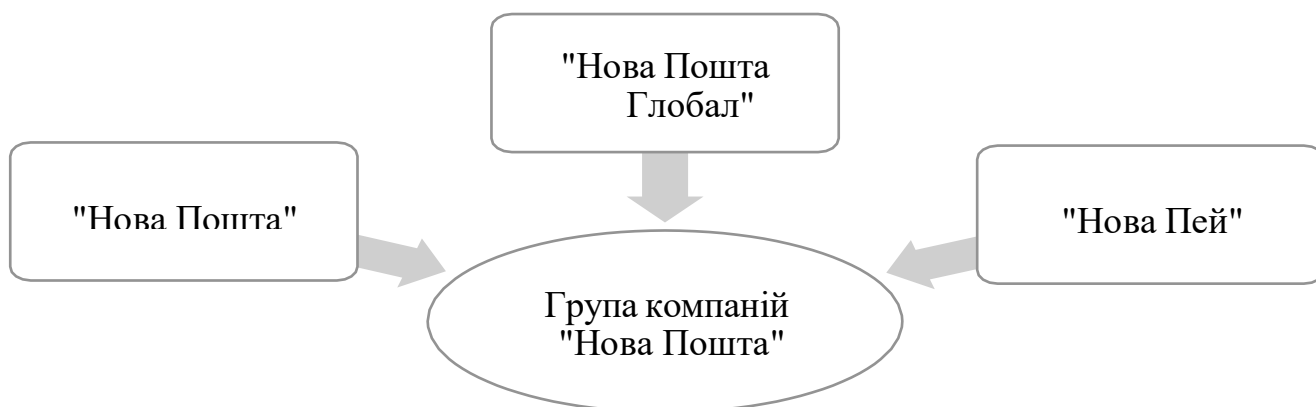 "Нова Пошта
Глобал"
"Нова Пошта"
"Нова Пей"
Група компаній
"Нова Пошта"